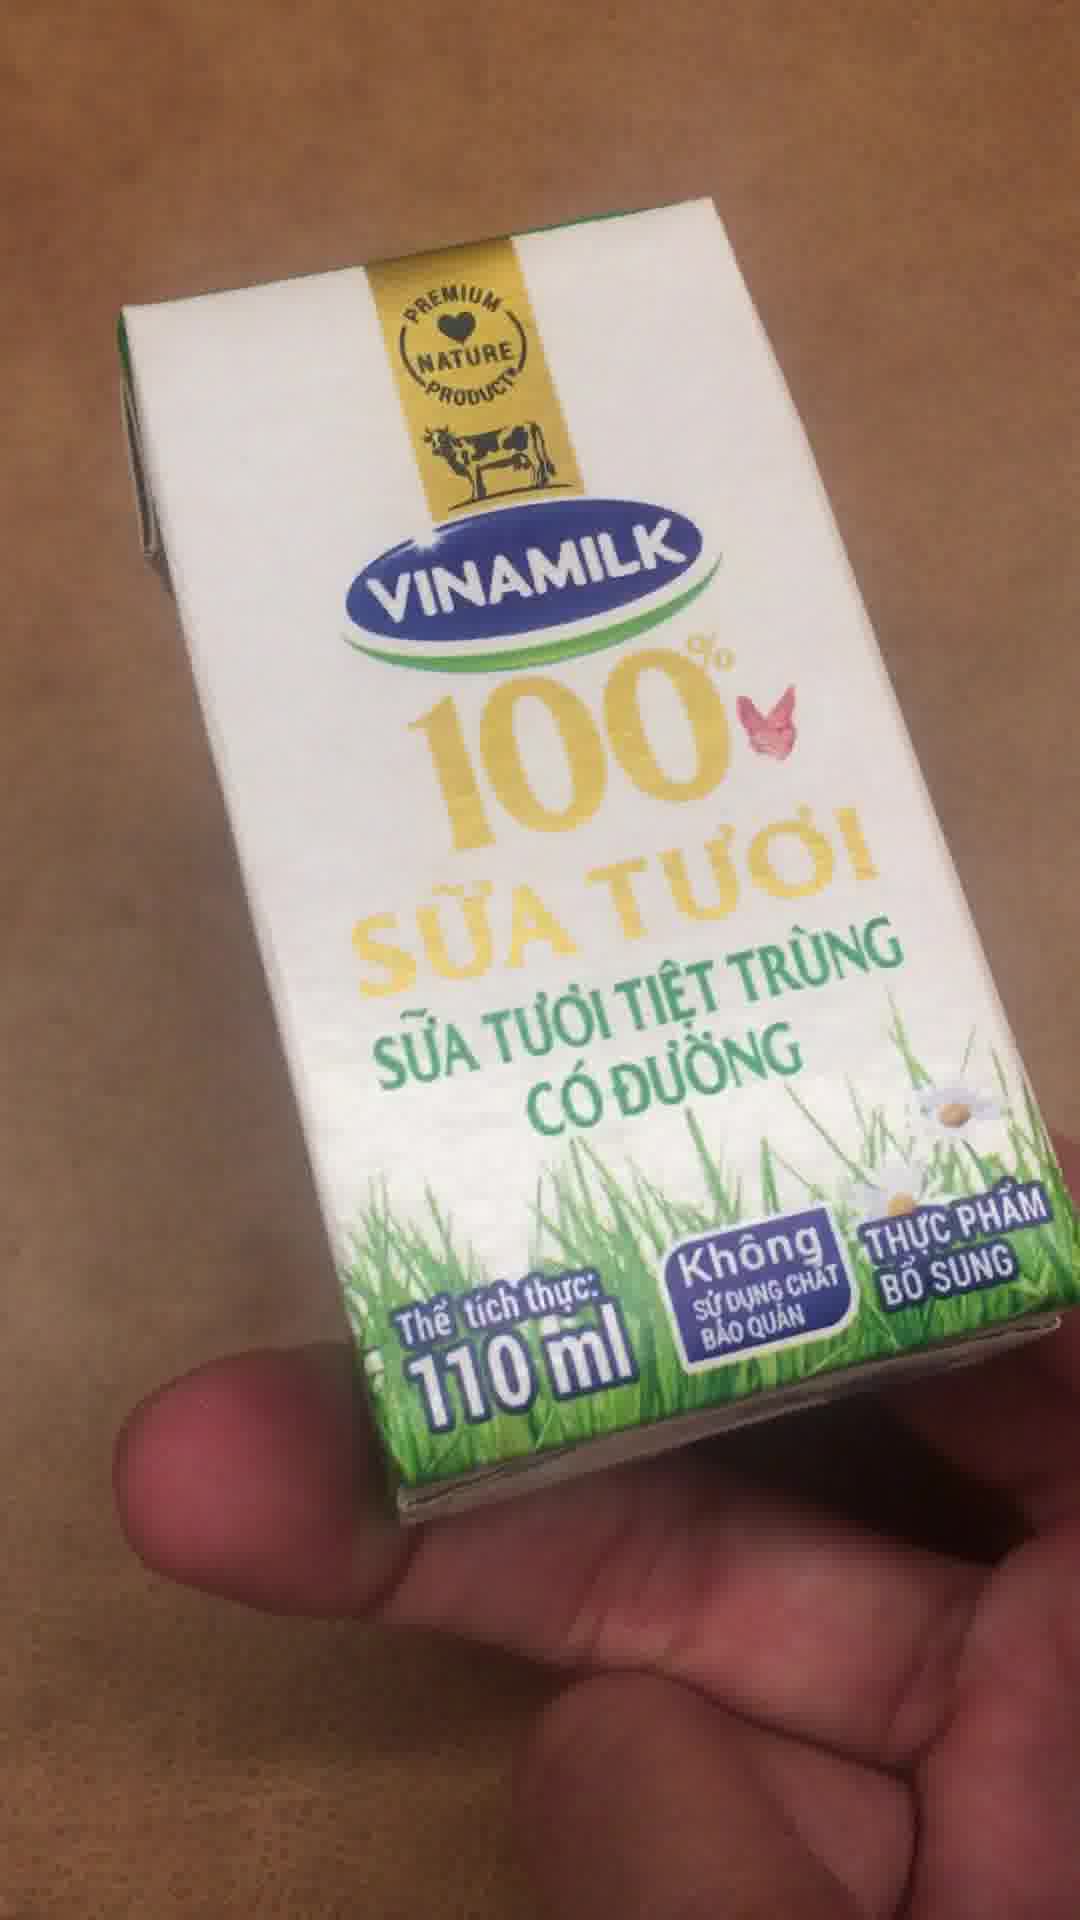 PREMIUM
NATURE
PRODUCT®
VINAMILK
100%
SỮA TƯƠI
SỮA TƯƠI TIỆT TRÙNG
CÓ ĐƯỜNG
Thể tích thực:
110 ml
Không
SỬ DỤNG CHẤT
BẢO QUẢN
THỰC PHẨM
BỔ SUNG